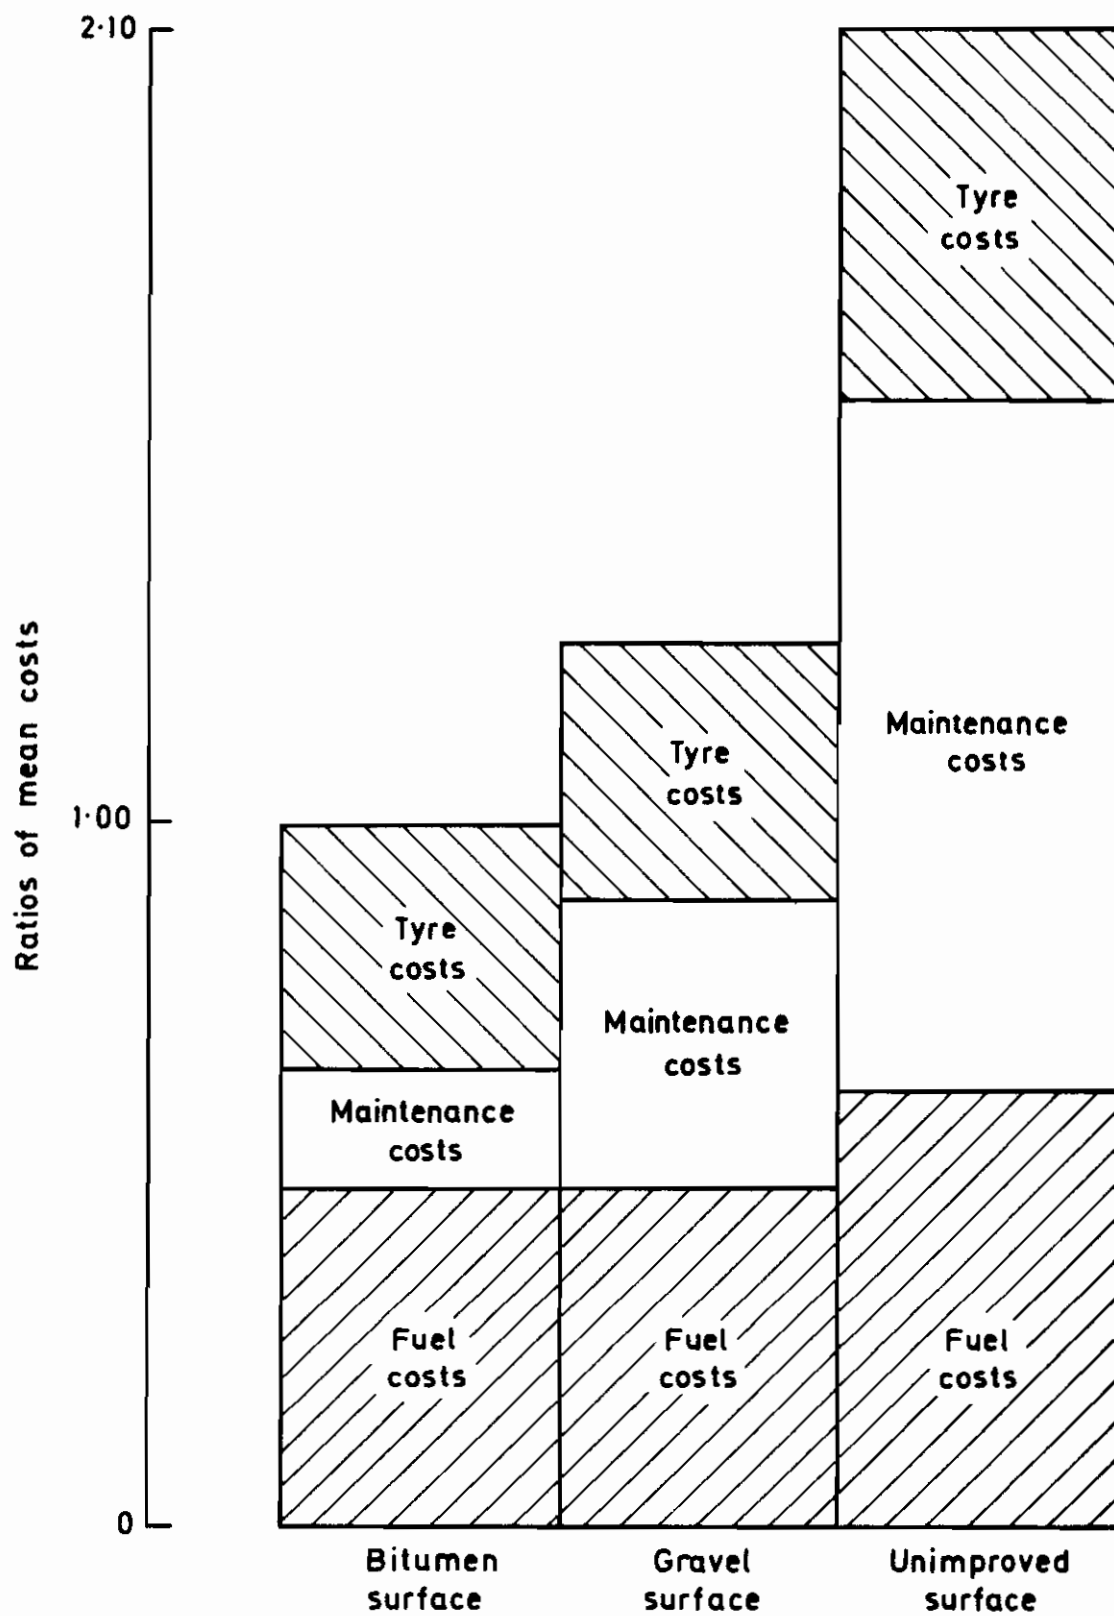 2·10
Tyre
costs
Maintenance
costs
Tyre
costs
1·00
Tyre
costs
Maintenance
costs
Maintenance
costs
Fuel
costs
Fuel
costs
Fuel
costs
0
Bitumen
surface
Gravel
surface
Unimproved
surface
Ratios of mean costs